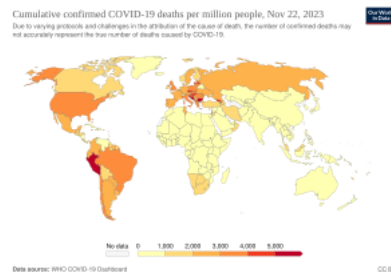 Cumulative confirmed COVID-19 deaths per million people, Nov 22, 2023
Our World
in Data
Due to varying protocols and challenges in the attribution of the cause of death, the number of confirmed deaths may
not accurately represent the true number of deaths caused by COVID-19.
No data 0 1,000 2,000 3,000 4,000 5,000
Data source: WHO COVID-19 Dashboard